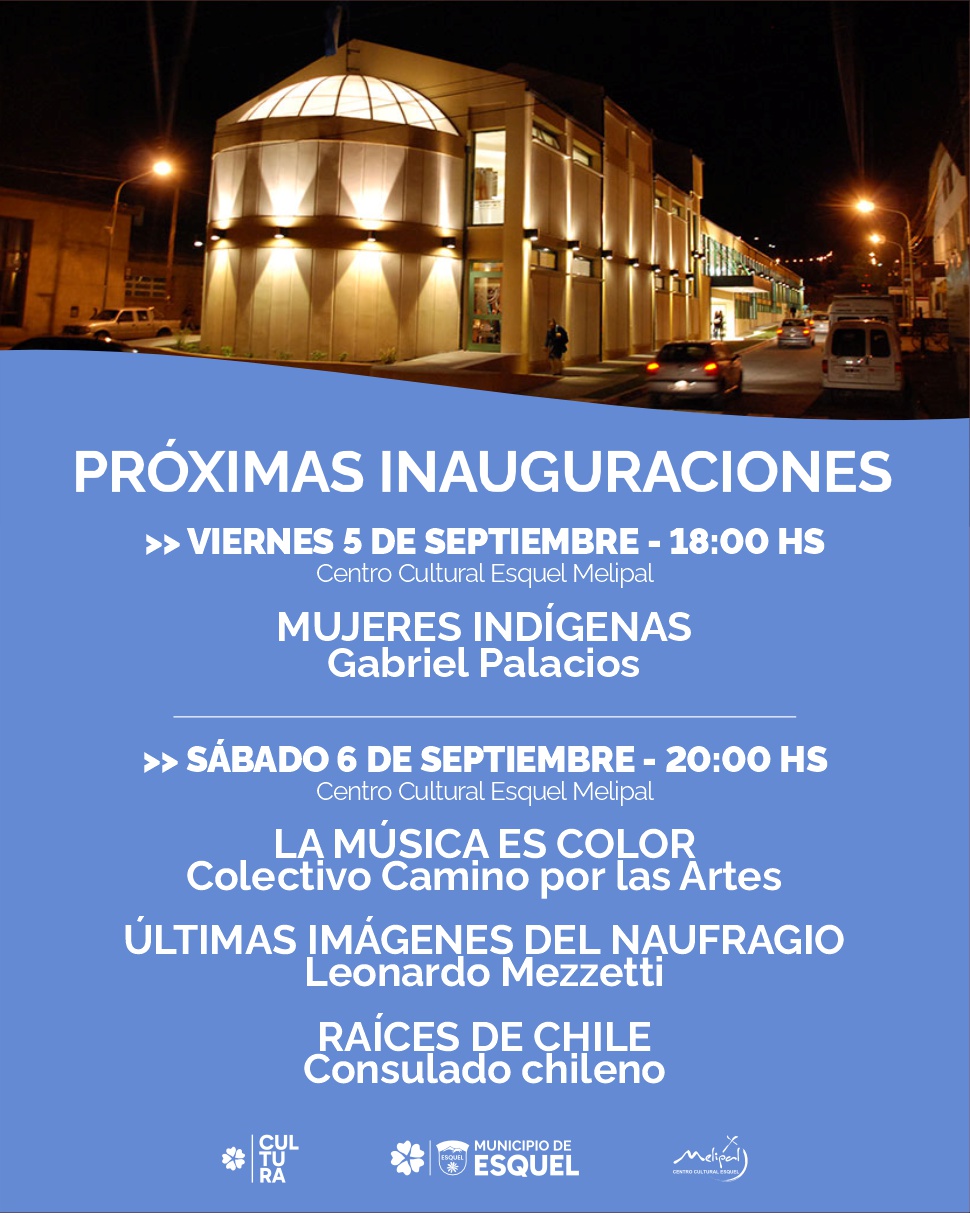 PRÓXIMAS INAUGURACIONES
>> VIERNES 5 DE SEPTIEMBRE - 18:00 HS
Centro Cultural Esquel Melipal
MUJERES INDÍGENAS
Gabriel Palacios
>> SÁBADO 6 DE SEPTIEMBRE - 20:00 HS
Centro Cultural Esquel Melipal
LA MÚSICA ES COLOR
Colectivo Camino por las Artes
ÚLTIMAS IMÁGENES DEL NAUFRAGIO
Leonardo Mezzetti
RAÍCES DE CHILE
Consulado chileno
CUL
TU
RA
ESQUEL
MUNICIPIO DE
ESQUEL
Melipal
CENTRO CULTURAL ESQUEL